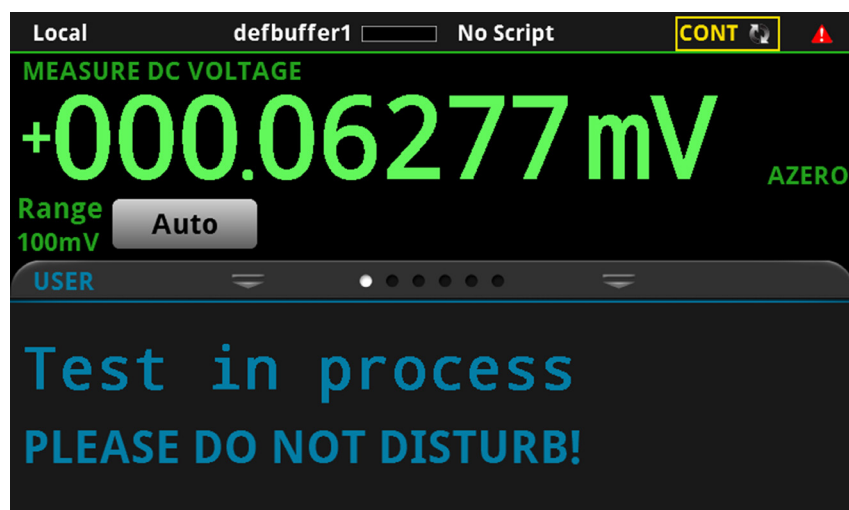 Local defbuffer1 No Script CONT
MEASURE DC VOLTAGE
+000.06277 mV
AZERO
Range Auto
100mV
USER
Test in process
PLEASE DO NOT DISTURB!